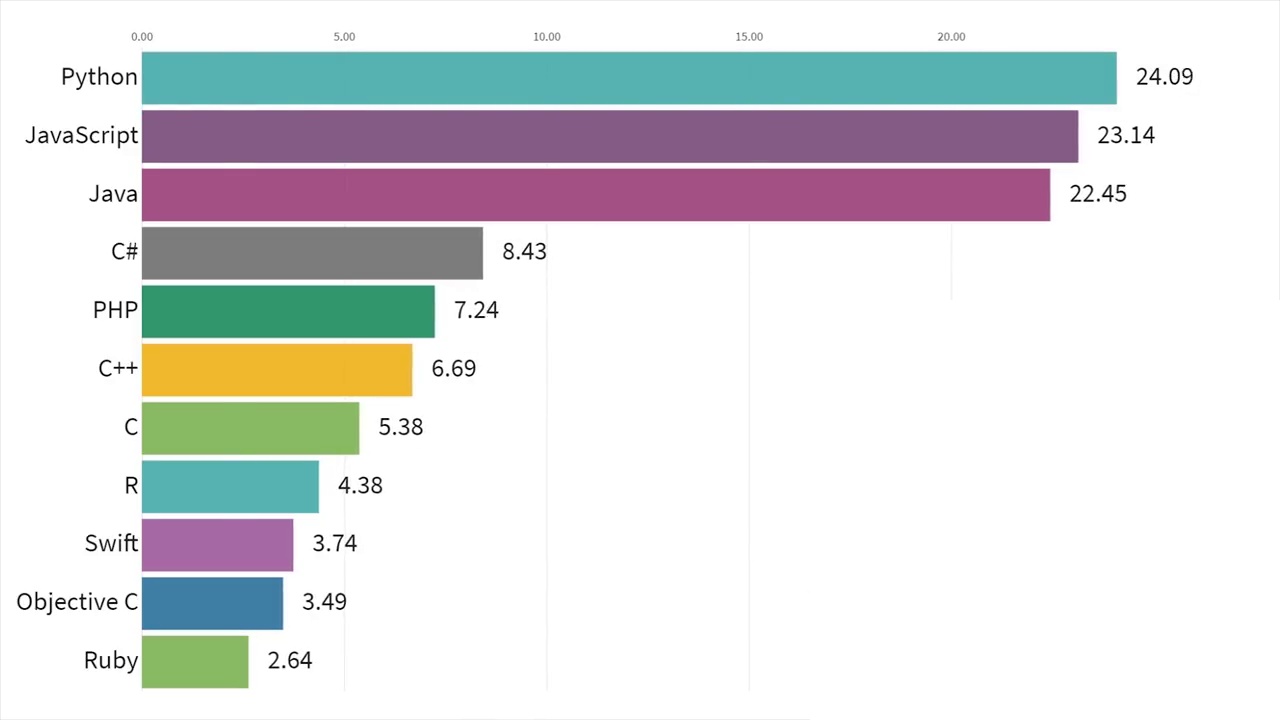 0.00 5.00 10.00 15.00 20.00
Python 24.09
JavaScript 23.14
Java 22.45
C# 8.43
PHP 7.24
C++ 6.69
C 5.38
R 4.38
Swift 3.74
Objective C 3.49
Ruby 2.64